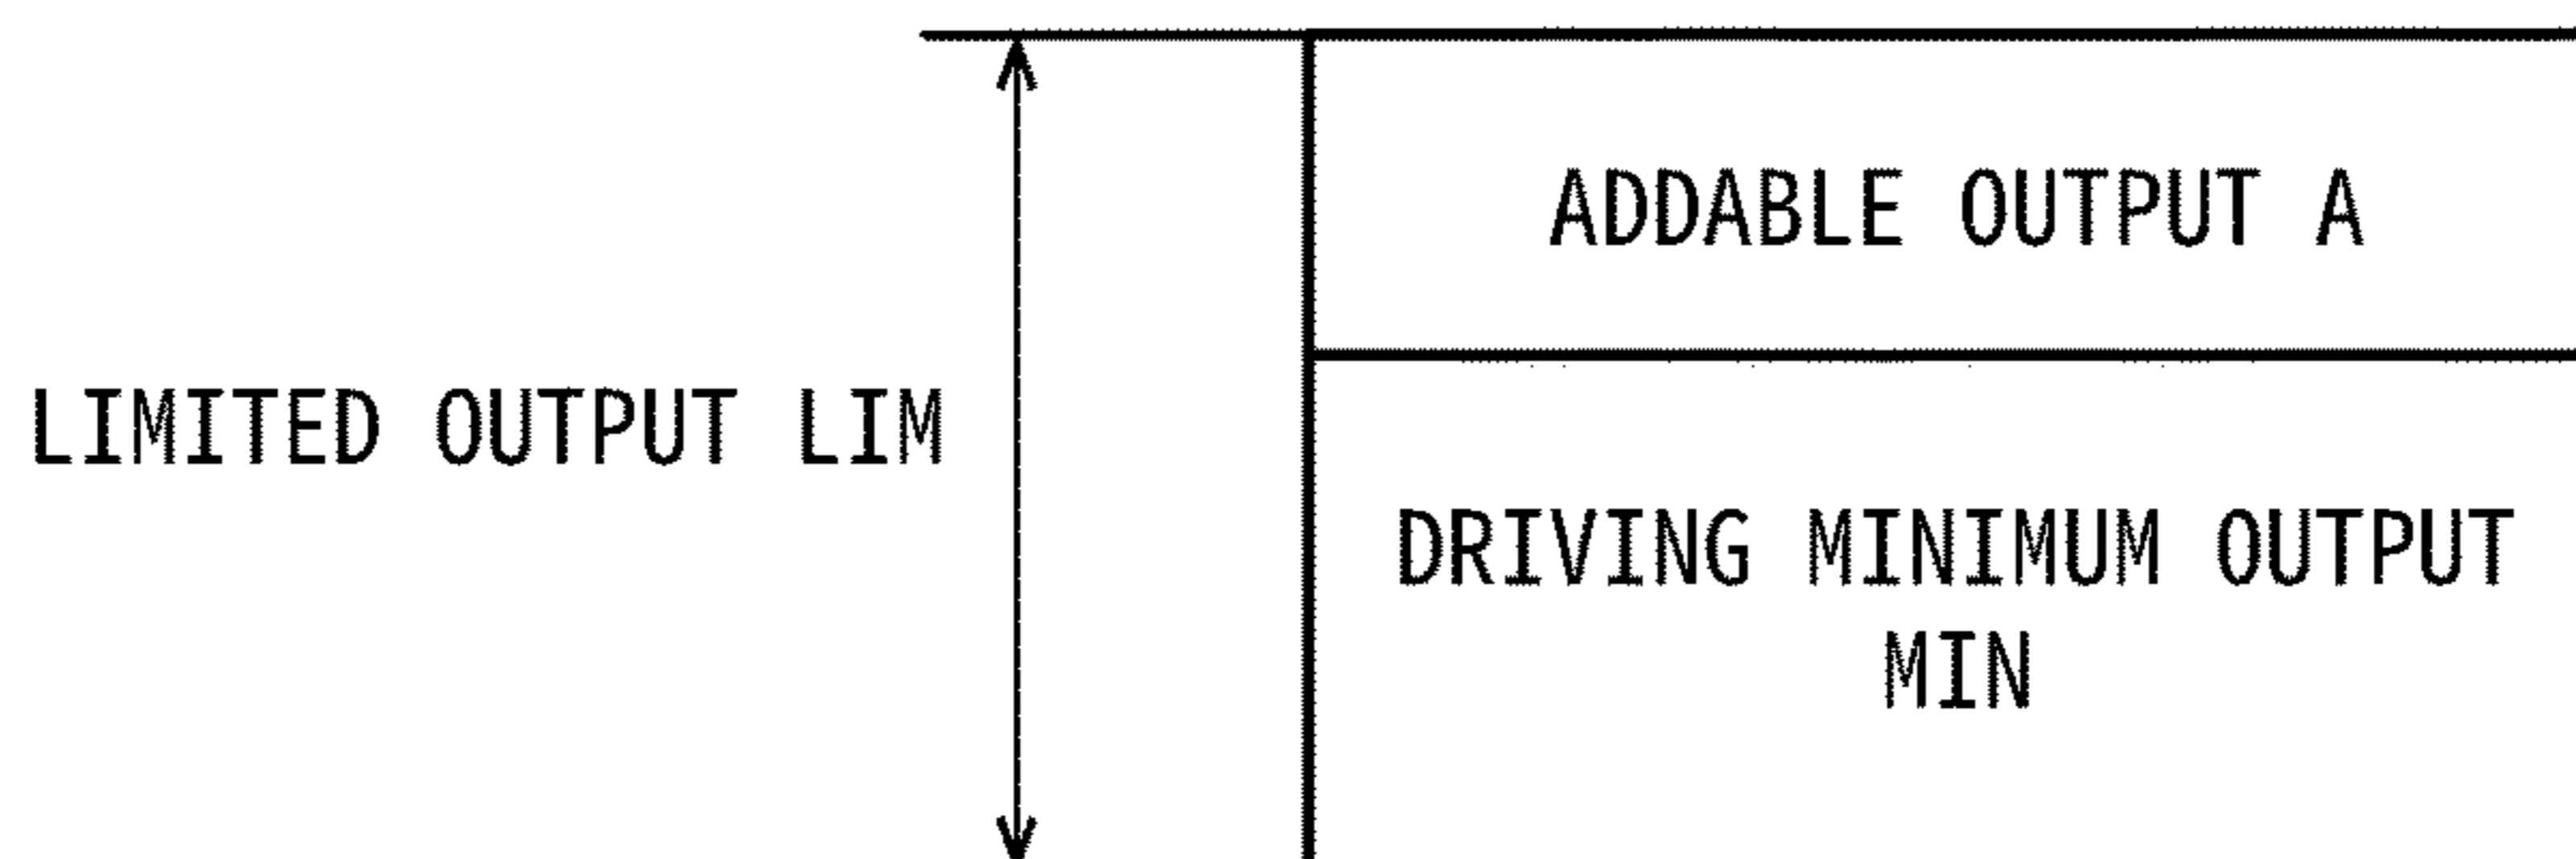 ADDABLE OUTPUT A
LIMITED OUTPUT LIM
DRIVING MINIMUM OUTPUT
MIN